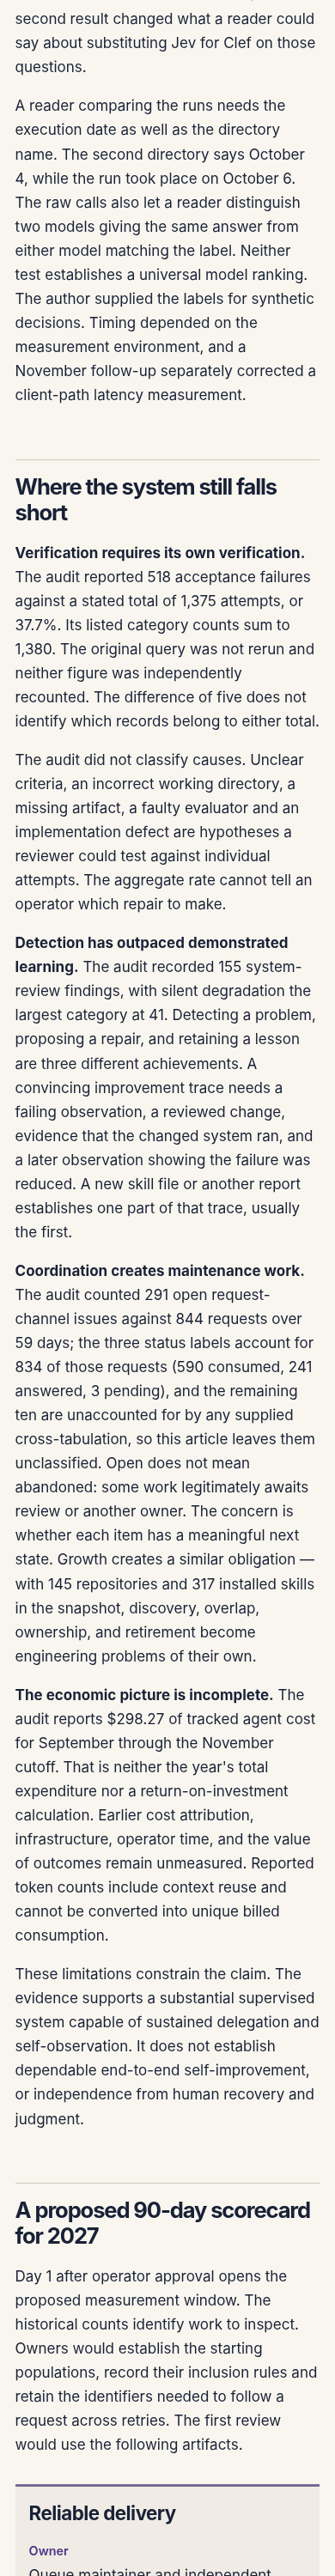 second result changed what a reader could
say about substituting Jev for Clef on those
questions.
A reader comparing the runs needs the
execution date as well as the directory
name. The second directory says October
4, while the run took place on October 6.
The raw calls also let a reader distinguish
two models giving the same answer from
either model matching the label. Neither
test establishes a universal model ranking.
The author supplied the labels for synthetic
decisions. Timing depended on the
measurement environment, and a
November follow-up separately corrected a
client-path latency measurement.
Where the system still falls
short
Verification requires its own verification.
The audit reported 518 acceptance failures
against a stated total of 1,375 attempts, or
37.7%. Its listed category counts sum to
1,380. The original query was not rerun and
neither figure was independently
recounted. The difference of five does not
identify which records belong to either total.
The audit did not classify causes. Unclear
criteria, an incorrect working directory, a
missing artifact, a faulty evaluator and an
implementation defect are hypotheses a
reviewer could test against individual
attempts. The aggregate rate cannot tell an
operator which repair to make.
Detection has outpaced demonstrated
learning. The audit recorded 155 system-
review findings, with silent degradation the
largest category at 41. Detecting a problem,
proposing a repair, and retaining a lesson
are three different achievements. A
convincing improvement trace needs a
failing observation, a reviewed change,
evidence that the changed system ran, and
a later observation showing the failure was
reduced. A new skill file or another report
establishes one part of that trace, usually
the first.
Coordination creates maintenance work.
The audit counted 291 open request-
channel issues against 844 requests over
59 days; the three status labels account for
834 of those requests (590 consumed, 241
answered, 3 pending), and the remaining
ten are unaccounted for by any supplied
cross-tabulation, so this article leaves them
unclassified. Open does not mean
abandoned: some work legitimately awaits
review or another owner. The concern is
whether each item has a meaningful next
state. Growth creates a similar obligation —
with 145 repositories and 317 installed skills
in the snapshot, discovery, overlap,
ownership, and retirement become
engineering problems of their own.
The economic picture is incomplete. The
audit reports $298.27 of tracked agent cost
for September through the November
cutoff. That is neither the year's total
expenditure nor a return-on-investment
calculation. Earlier cost attribution,
infrastructure, operator time, and the value
of outcomes remain unmeasured. Reported
token counts include context reuse and
cannot be converted into unique billed
consumption.
These limitations constrain the claim. The
evidence supports a substantial supervised
system capable of sustained delegation and
self-observation. It does not establish
dependable end-to-end self-improvement,
or independence from human recovery and
judgment.
A proposed 90-day scorecard
for 2027
Day 1 after operator approval opens the
proposed measurement window. The
historical counts identify work to inspect.
Owners would establish the starting
populations, record their inclusion rules and
retain the identifiers needed to follow a
request across retries. The first review
would use the following artifacts.
Reliable delivery
Owner
Queue maintainer and independent